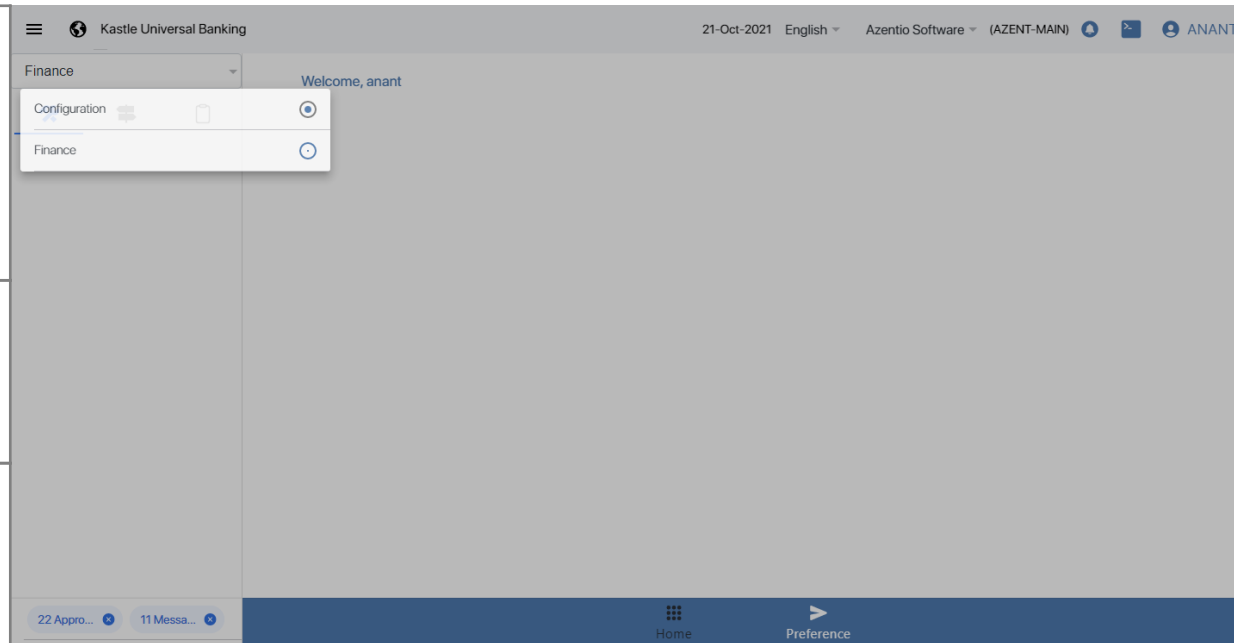 Kastle Universal Banking 21-Oct-2021 English Azentio Software (AZENT-MAIN) ANANT
Finance
Welcome, anant
Configuration
Finance
22 Appro... 11 Messa...
Home Preference